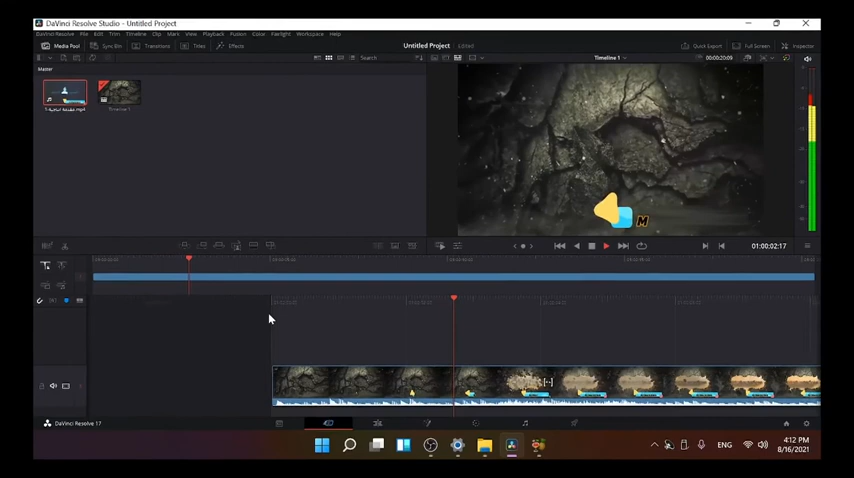 DaVinci Resolve Studio - Untitled Project
DaVinci Resolve File Edit Trim Timeline Clip Mark View Playback Fusion Color Fairlight Workspace Help
Media Pool Sync Bin Transitions Titles Effects Untitled Project Edited Quick Export Full Screen Inspector
Search Timeline 1 00:00:20:09
Master
Timeline 1
M
01:00:02:17
DaVinci Resolve 17
ENG
4:12 PM
8/16/2021